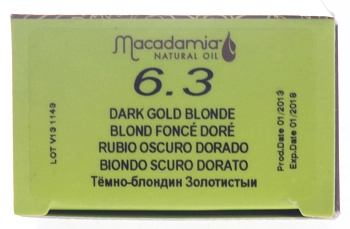 macadamia
NATURAL OIL
6.3
DARK GOLD BLONDE
BLOND FONCÉ DORÉ
RUBIO OSCURO DORADO
BIONDO SCURO DORATO
Тёмно-блондин Золотистый
LOT V131149
Prod.Date 01/2013
Exp.Date 01/2018